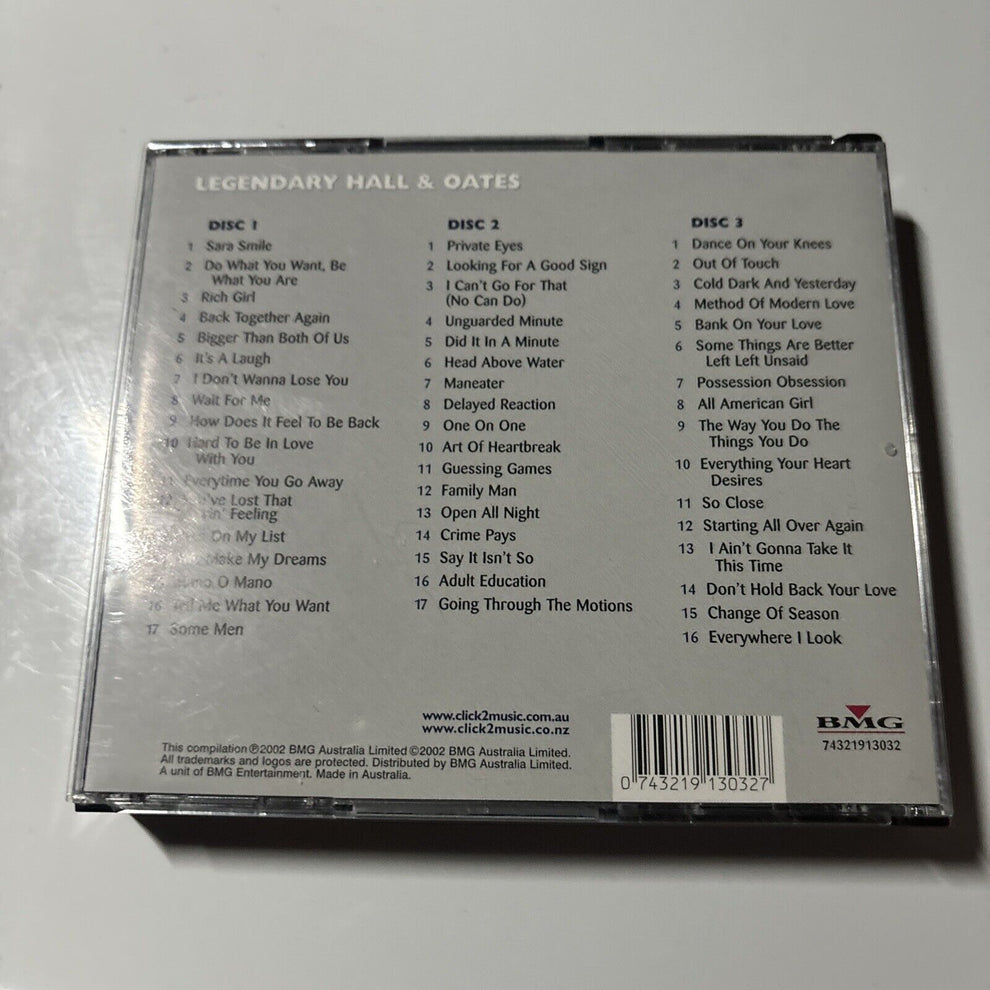 LEGENDARY HALL & OATES
DISC 1
1 Sara Smile
2 Do What You Want, Be
What You Are
3 Rich Girl
4 Back Together Again
5 Bigger Than Both Of Us
6 It's A Laugh
7 I Don't Wanna Lose You
8 Wait For Me
9 How Does It Feel To Be Back
10 Hard To Be In Love
With You
11 Everytime You Go Away
12 've Lost That
Feeling
On My List
Make My Dreams
O Mano
16 Tell Me What You Want
17 Some Men
DISC 2
1 Private Eyes
2 Looking For A Good Sign
3 I Can't Go For That
(No Can Do)
4 Unguarded Minute
5 Did It In A Minute
6 Head Above Water
7 Maneater
8 Delayed Reaction
9 One On One
10 Art Of Heartbreak
11 Guessing Games
12 Family Man
13 Open All Night
14 Crime Pays
15 Say It Isn't So
16 Adult Education
17 Going Through The Motions
DISC 3
1 Dance On Your Knees
2 Out Of Touch
3 Cold Dark And Yesterday
4 Method Of Modern Love
5 Bank On Your Love
6 Some Things Are Better
Left Left Unsaid
7 Possession Obsession
8 All American Girl
9 The Way You Do The
Things You Do
10 Everything Your Heart
Desires
11 So Close
12 Starting All Over Again
13 I Ain't Gonna Take It
This Time
14 Don't Hold Back Your Love
15 Change Of Season
16 Everywhere I Look
www.click2music.com.au
www.click2music.co.nz
This compilation ℗2002 BMG Australia Limited ©2002 BMG Australia Limited.
All trademarks and logos are protected. Distributed by BMG Australia Limited.
A unit of BMG Entertainment. Made in Australia.
0 743219 130327
BMG
74321913032